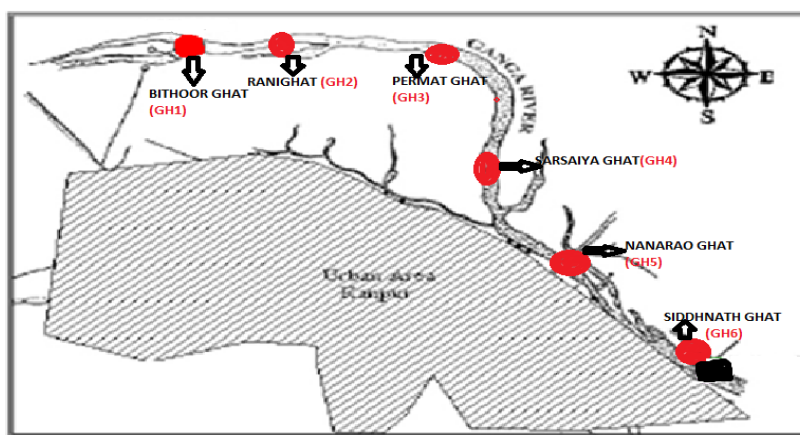 N
W E
S
GANGA RIVER
BITHOOR GHAT
(GH1)
RANIGHAT (GH2)
PERMAT GHAT
(GH3)
SARSAIYA GHAT(GH4)
NANARAO GHAT
(GH5)
Urban Area
Kanpur
SIDDHNATH GHAT
(GH6)